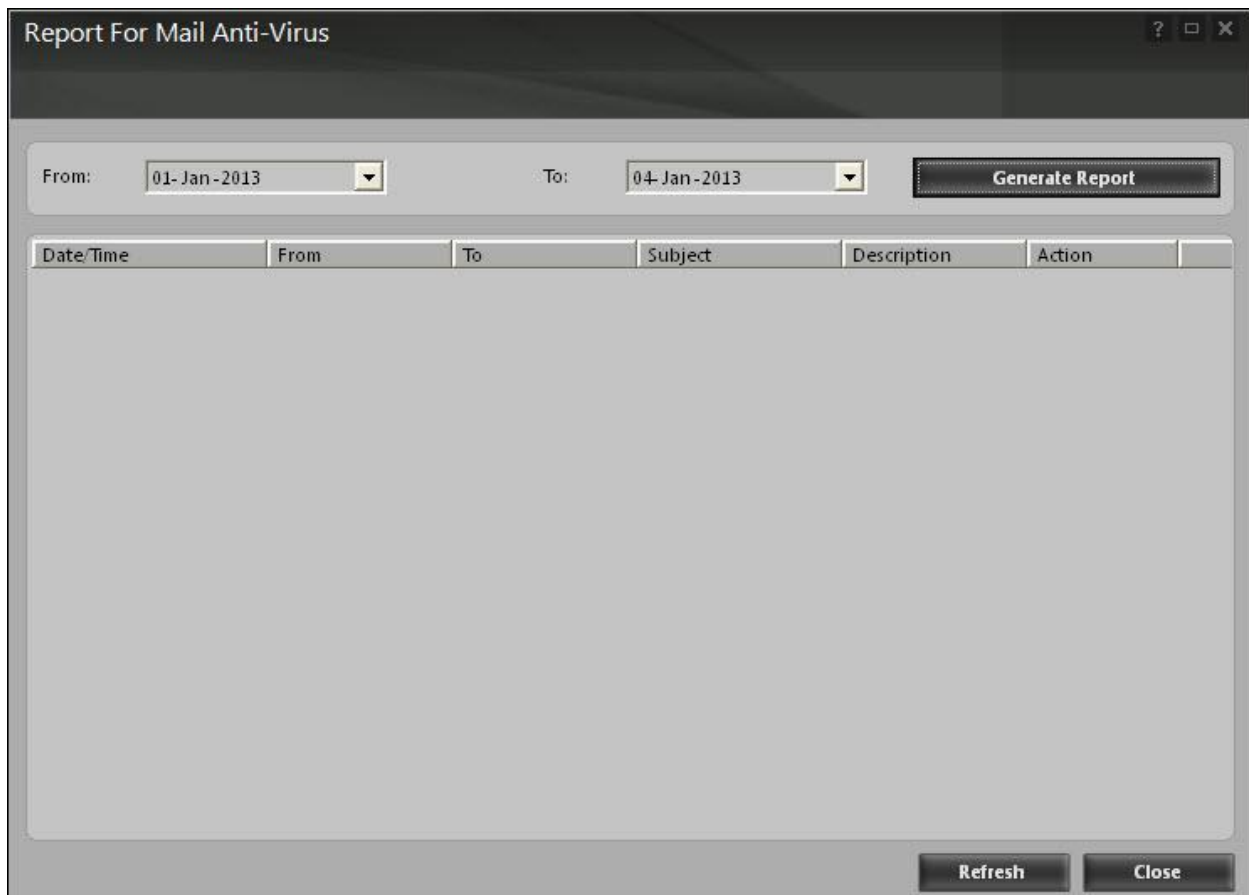 Report For Mail Anti-Virus
?
From: 01-Jan-2013 To: 04-Jan-2013 Generate Report
Date/Time From To Subject Description Action
Refresh Close